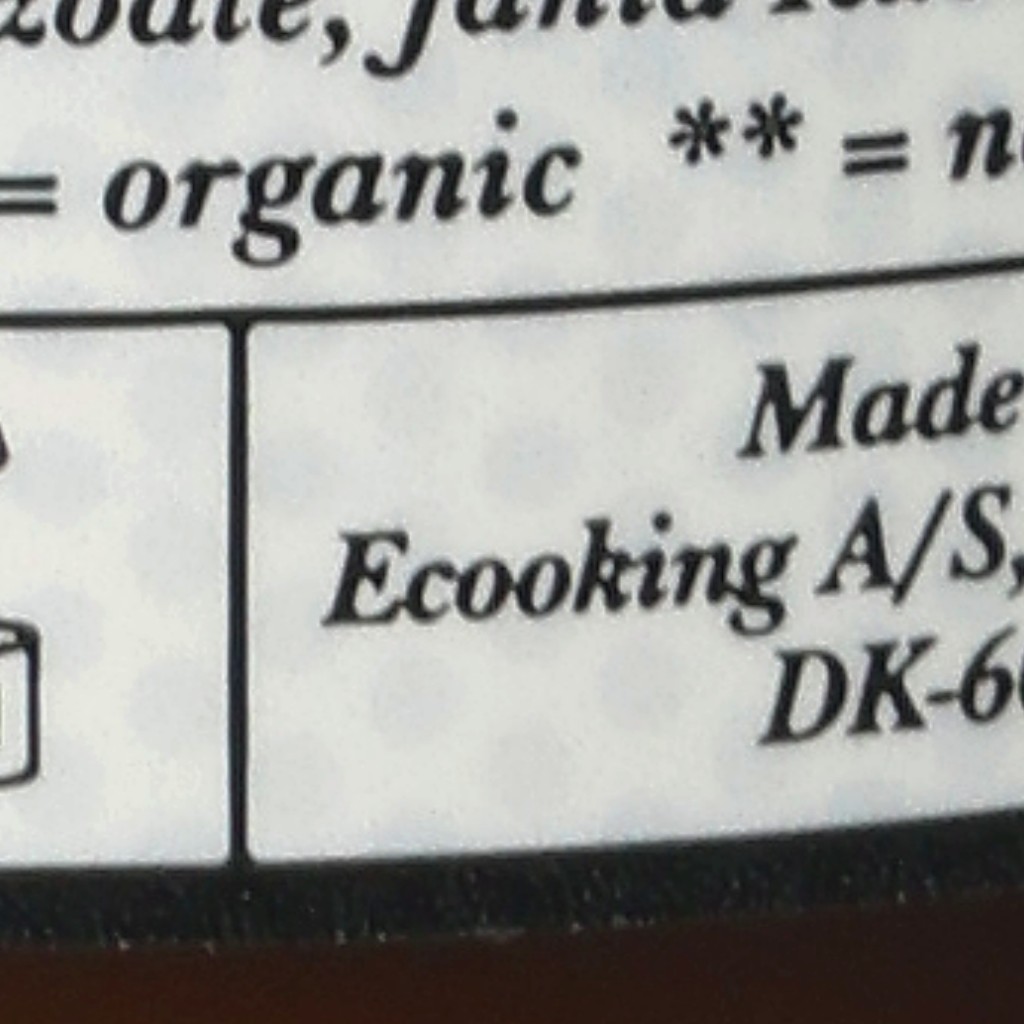 = organic ** =
Made
Ecooking A/S,
DK-6